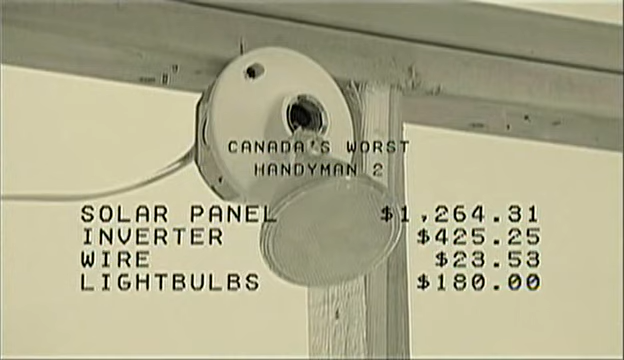 CANADA'S WORST
HANDYMAN 2
SOLAR PANEL $1,264.31
INVERTER $425.25
WIRE $23.53
LIGHTBULBS $180.00